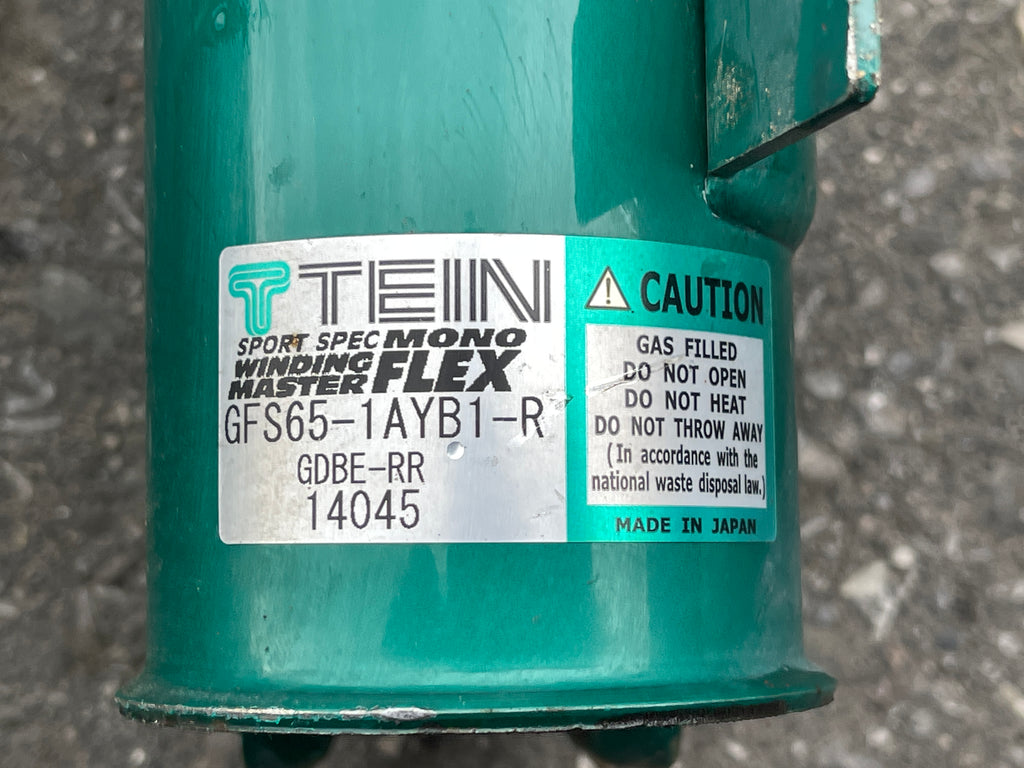 TEIN
SPORT SPEC MONO
WINDING
MASTER FLEX
GFS65-1AYB1-R
GDBE-RR
14045
CAUTION
GAS FILLED
DO NOT OPEN
DO NOT HEAT
DO NOT THROW AWAY
(In accordance with the
national waste disposal law.)
MADE IN JAPAN